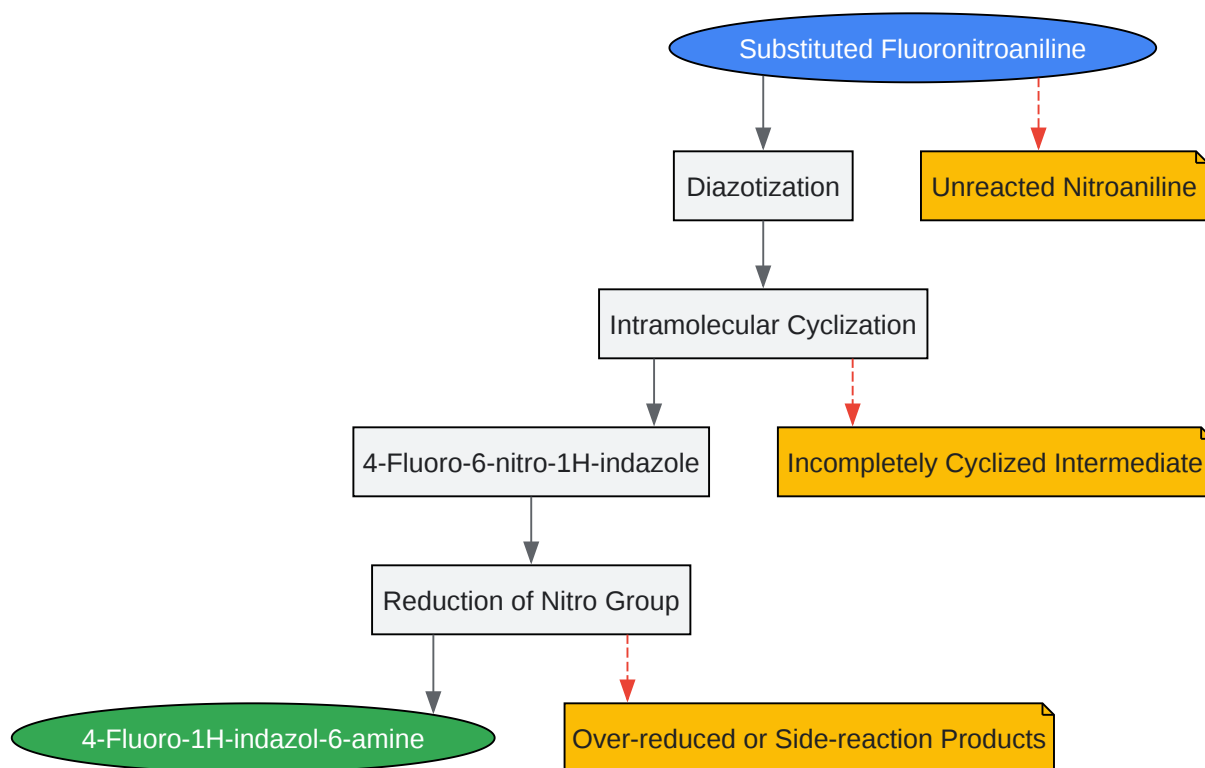 Substituted Fluoronitroaniline
Diazotization
Unreacted Nitroaniline
Intramolecular Cyclization
4-Fluoro-6-nitro-1H-indazole
Incompletely Cyclized Intermediate
Reduction of Nitro Group
4-Fluoro-1H-indazol-6-amine
Over-reduced or Side-reaction Products